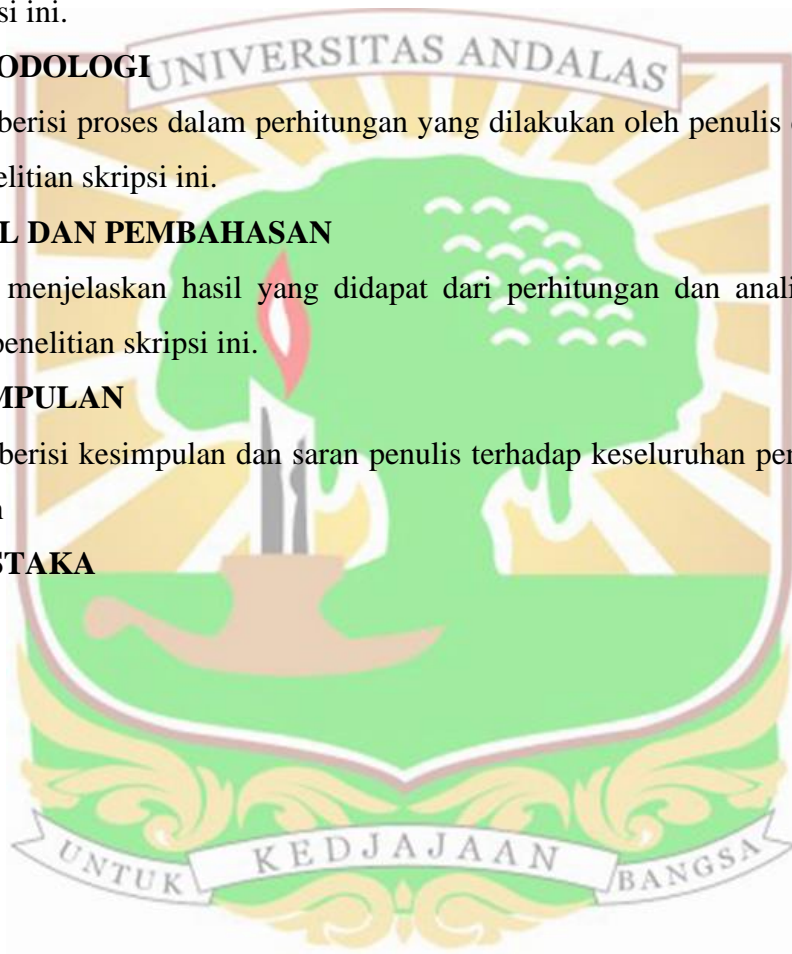 si ini.
ODOLOGI
UNIVERSITAS ANDALAS
berisi proses dalam perhitungan yang dilakukan oleh penulis
elitian skripsi ini.
L DAN PEMBAHASAN
menjelaskan hasil yang didapat dari perhitungan dan anali
penelitian skripsi ini.
MPULAN
berisi kesimpulan dan saran penulis terhadap keseluruhan pen
STAKA
UNTUK KEDJAJAAN BANGSA